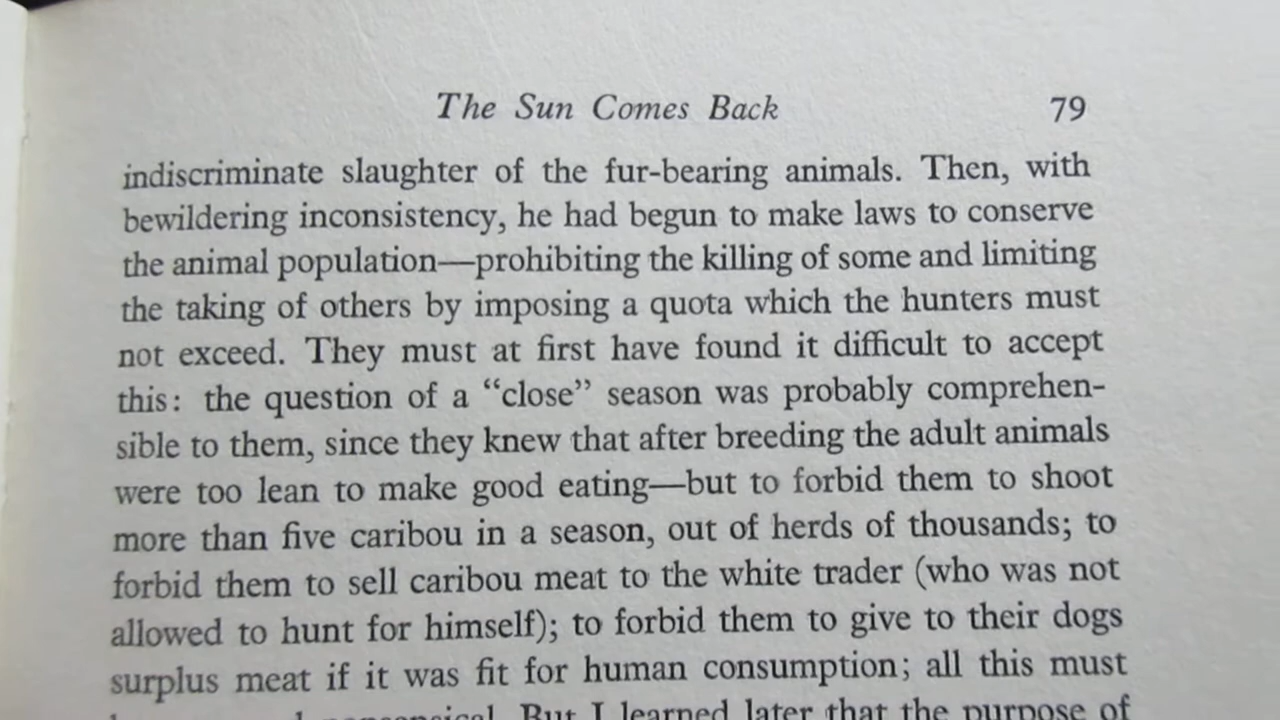 The Sun Comes Back 79
indiscriminate slaughter of the fur-bearing animals. Then, with
bewildering inconsistency, he had begun to make laws to conserve
the animal population—prohibiting the killing of some and limiting
the taking of others by imposing a quota which the hunters must
not exceed. They must at first have found it difficult to accept
this: the question of a “close” season was probably comprehen-
sible to them, since they knew that after breeding the adult animals
were too lean to make good eating—but to forbid them to shoot
more than five caribou in a season, out of herds of thousands; to
forbid them to sell caribou meat to the white trader (who was not
allowed to hunt for himself); to forbid them to give to their dogs
surplus meat if it was fit for human consumption; all this must
nonsensical. But I learned later that the purpose of